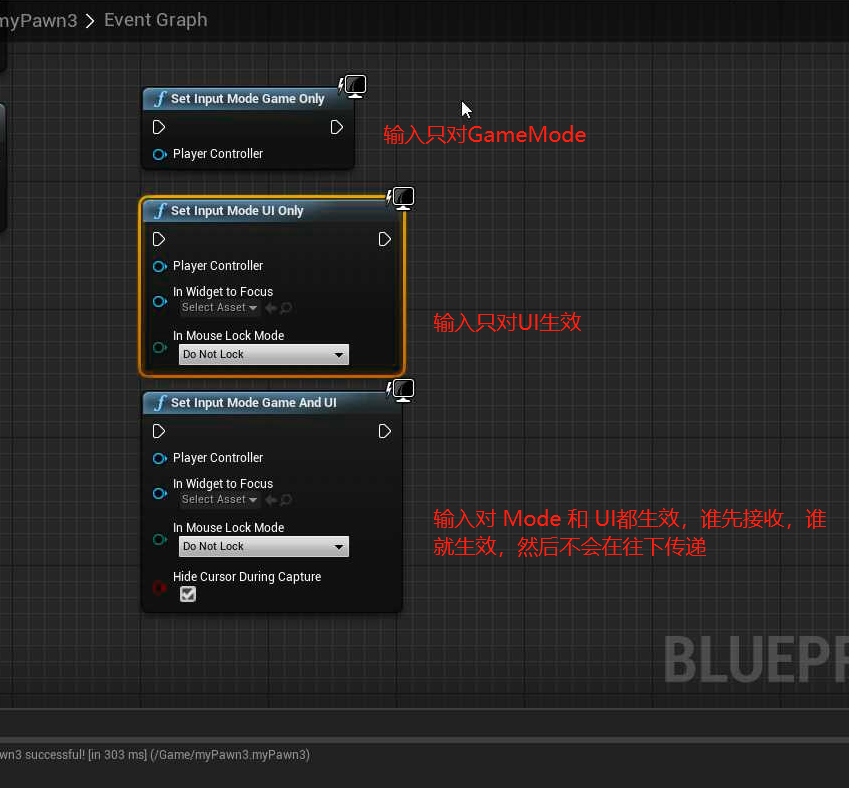 myPawn3 > Event Graph
Set Input Mode Game Only
Player Controller
输入只对GameMode
Set Input Mode UI Only
Player Controller
In Widget to Focus
Select Asset
In Mouse Lock Mode
Do Not Lock
输入只对UI生效
Set Input Mode Game And UI
Player Controller
In Widget to Focus
Select Asset
In Mouse Lock Mode
Do Not Lock
Hide Cursor During Capture
输入对 Mode 和 UI都生效，谁先接收，谁
就生效，然后不会在往下传递
BLUEPR
wn3 successful! [in 303 ms] (/Game/myPawn3.myPawn3)